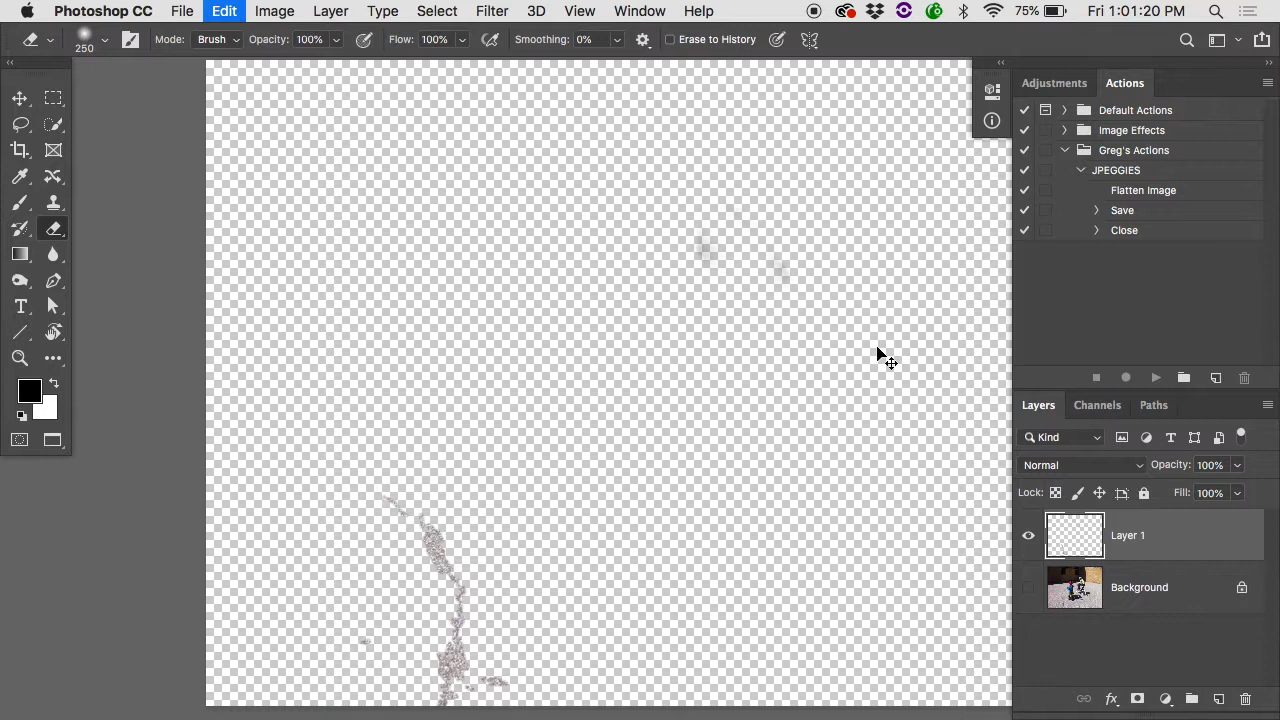 Photoshop CC File Edit Image Layer Type Select Filter 3D View Window Help 75% Fri 1:01:20 PM
250 Mode: Brush Opacity: 100% Flow: 100% Smoothing: 0% Erase to History
Adjustments Actions
Default Actions
Image Effects
Greg's Actions
JPEGGIES
Flatten Image
Save
Close
Layers Channels Paths
Kind
Normal Opacity: 100%
Lock: Fill: 100%
Layer 1
Background